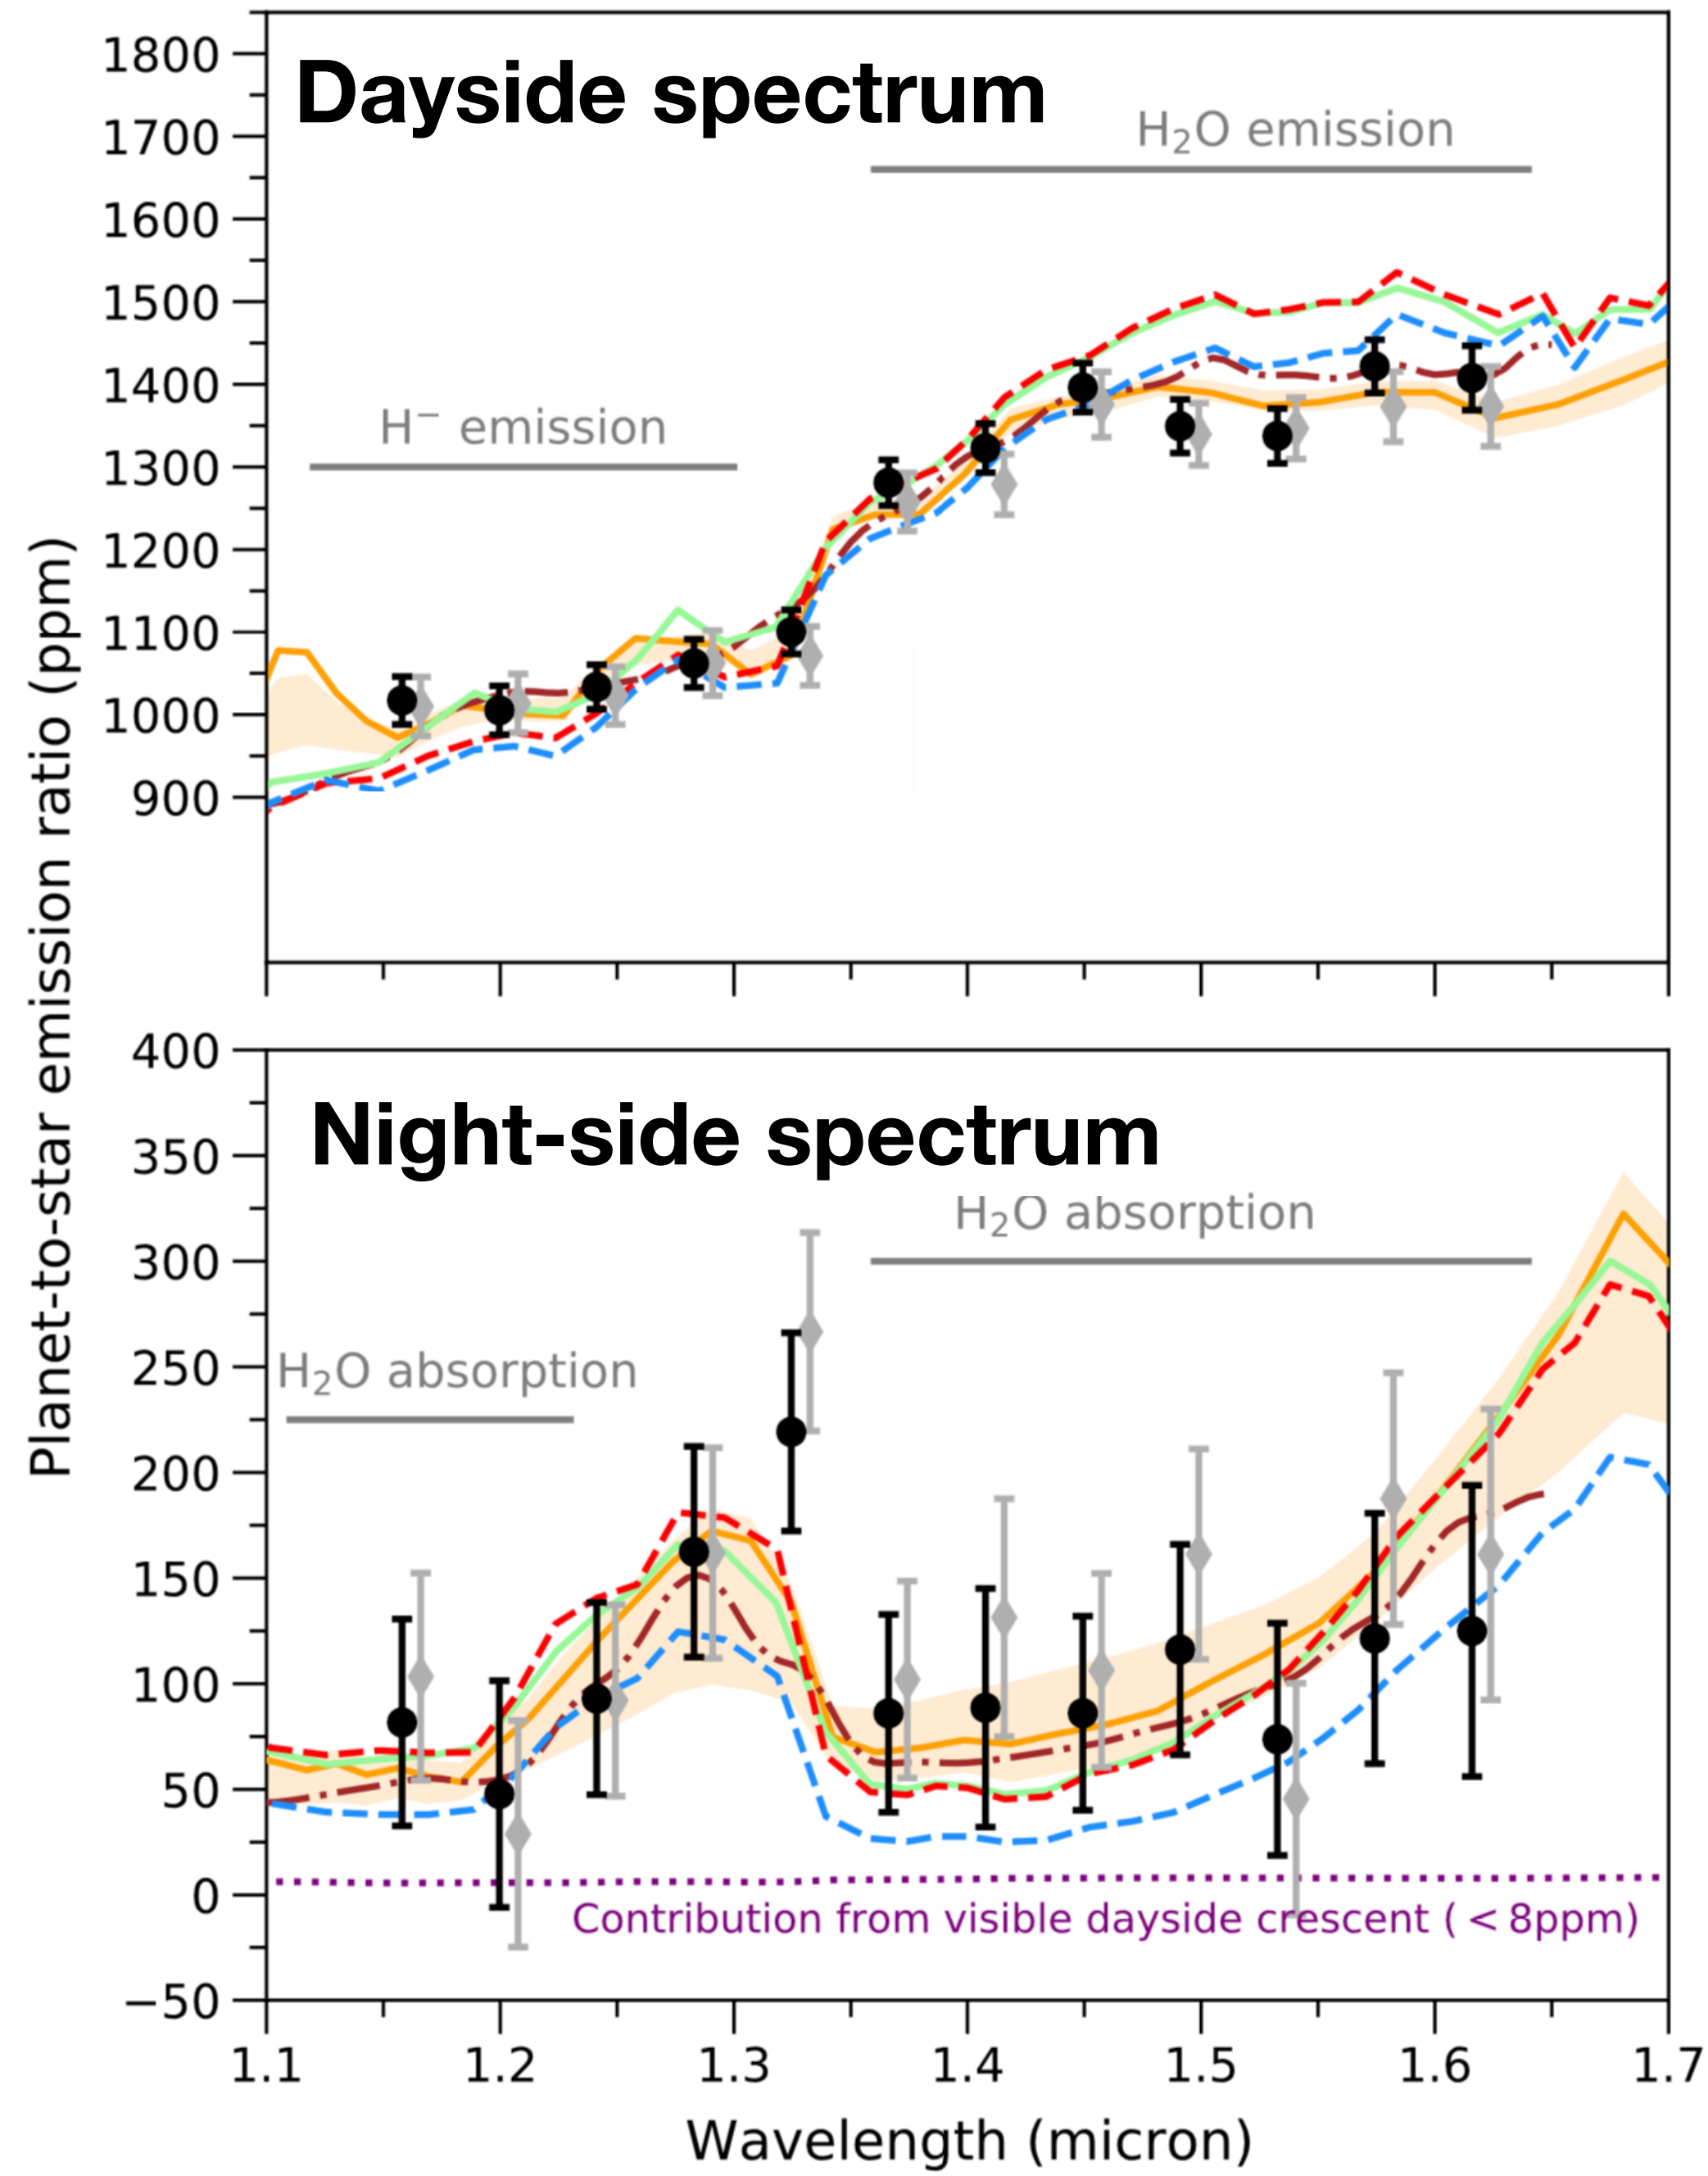 Planet-to-star emission ratio (ppm)
1800
1700
1600
1500
1400
1300
1200
1100
1000
900
Dayside spectrum
H₂O emission
H⁻ emission
400
350
300
250
200
150
100
50
0
−50
Night-side spectrum
H₂O absorption
H₂O absorption
Contribution from visible dayside crescent ( < 8ppm)
1.1 1.2 1.3 1.4 1.5 1.6 1.7
Wavelength (micron)